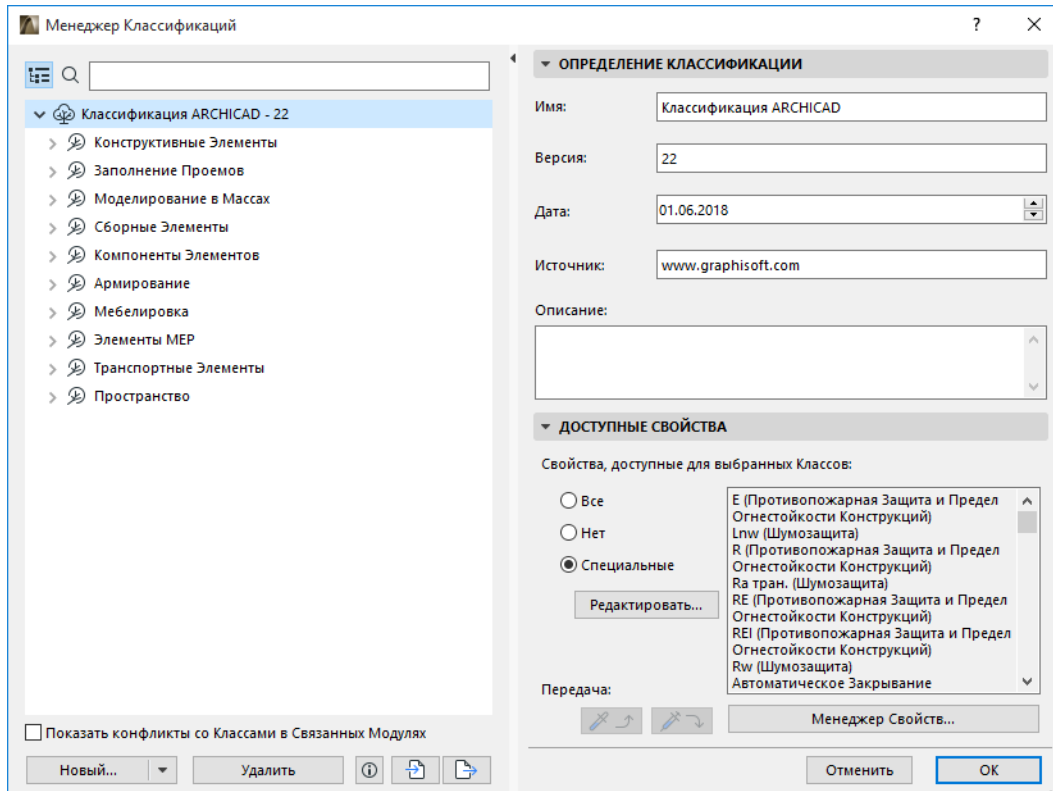 Менеджер Классификаций
?
Классификация ARCHICAD - 22
Конструктивные Элементы
Заполнение Проемов
Моделирование в Массах
Сборные Элементы
Компоненты Элементов
Армирование
Мебелировка
Элементы MEP
Транспортные Элементы
Пространство
Показать конфликты со Классами в Связанных Модулях
Новый...
Удалить
ОПРЕДЕЛЕНИЕ КЛАССИФИКАЦИИ
Имя:
Классификация ARCHICAD
Версия:
22
Дата:
01.06.2018
Источник:
www.graphisoft.com
Описание:
ДОСТУПНЫЕ СВОЙСТВА
Свойства, доступные для выбранных Классов:
Все
Нет
Специальные
Редактировать...
E (Противопожарная Защита и Предел
Огнестойкости Конструкций)
Lnw (Шумозащита)
R (Противопожарная Защита и Предел
Огнестойкости Конструкций)
Ra тран. (Шумозащита)
RE (Противопожарная Защита и Предел
Огнестойкости Конструкций)
REI (Противопожарная Защита и Предел
Огнестойкости Конструкций)
Rw (Шумозащита)
Автоматическое Закрывание
Передача:
Менеджер Свойств...
Отменить
OK